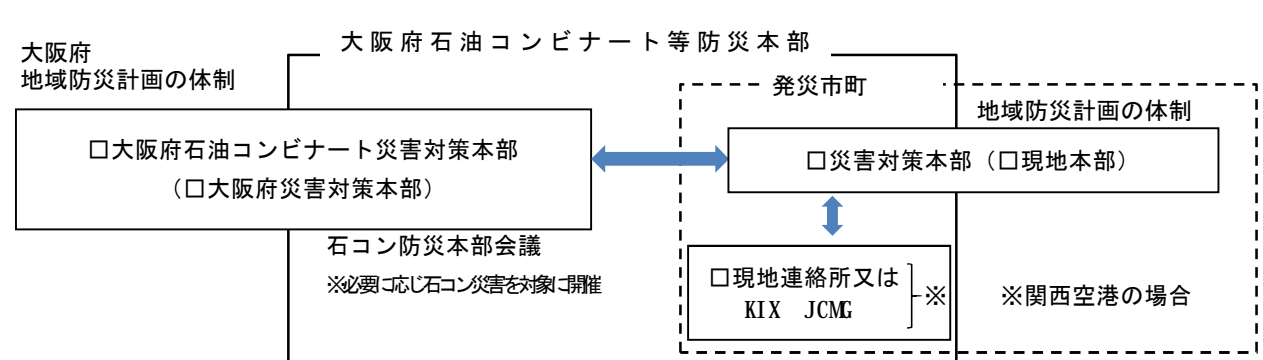 大阪府石油コンビナート等防災本部
大阪府
地域防災計画の体制
発災市町
地域防災計画の体制
□大阪府石油コンビナート災害対策本部
(□大阪府災害対策本部)
□災害対策本部(□現地本部)
石コン防災本部会議
※必要に応じ石コン災害を対象に開催
□現地連絡所又は
KIX JCMG
※
※関西空港の場合